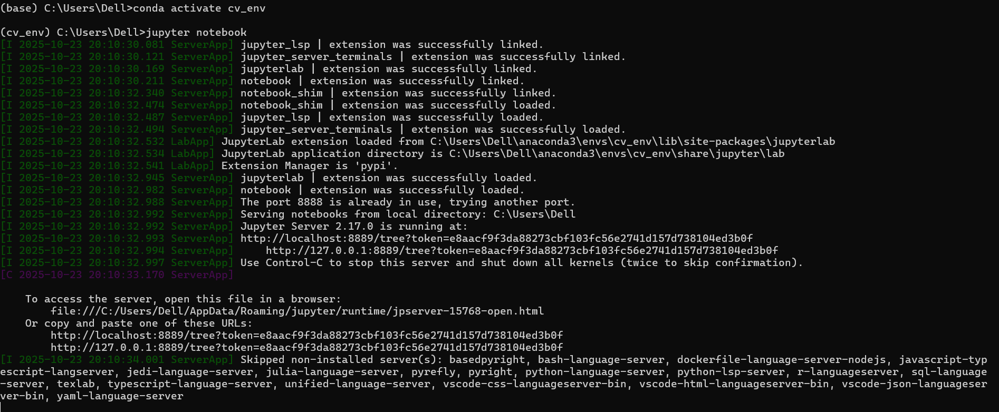 (base) C:\Users\Dell>conda activate cv_env
(cv_env) C:\Users\Dell>jupyter notebook
[I 2025-10-23 20:10:30.081 ServerApp] jupyter_lsp | extension was successfully linked.
[I 2025-10-23 20:10:30.121 ServerApp] jupyter_server_terminals | extension was successfully linked.
[I 2025-10-23 20:10:30.169 ServerApp] jupyterlab | extension was successfully linked.
[I 2025-10-23 20:10:30.211 ServerApp] notebook | extension was successfully linked.
[I 2025-10-23 20:10:32.340 ServerApp] notebook_shim | extension was successfully linked.
[I 2025-10-23 20:10:32.474 ServerApp] notebook_shim | extension was successfully loaded.
[I 2025-10-23 20:10:32.487 ServerApp] jupyter_lsp | extension was successfully loaded.
[I 2025-10-23 20:10:32.494 ServerApp] jupyter_server_terminals | extension was successfully loaded.
[I 2025-10-23 20:10:32.532 LabApp] JupyterLab extension loaded from C:\Users\Dell\anaconda3\envs\cv_env\lib\site-packages\jupyterlab
[I 2025-10-23 20:10:32.534 LabApp] JupyterLab application directory is C:\Users\Dell\anaconda3\envs\cv_env\share\jupyter\lab
[I 2025-10-23 20:10:32.541 LabApp] Extension Manager is 'pypi'.
[I 2025-10-23 20:10:32.945 ServerApp] jupyterlab | extension was successfully loaded.
[I 2025-10-23 20:10:32.982 ServerApp] notebook | extension was successfully loaded.
[I 2025-10-23 20:10:32.988 ServerApp] The port 8888 is already in use, trying another port.
[I 2025-10-23 20:10:32.992 ServerApp] Serving notebooks from local directory: C:\Users\Dell
[I 2025-10-23 20:10:32.992 ServerApp] Jupyter Server 2.17.0 is running at:
[I 2025-10-23 20:10:32.993 ServerApp] http://localhost:8889/tree?token=e8aacf9f3da88273cbf103fc56e2741d157d738104ed3b0f
[I 2025-10-23 20:10:32.994 ServerApp]     http://127.0.0.1:8889/tree?token=e8aacf9f3da88273cbf103fc56e2741d157d738104ed3b0f
[I 2025-10-23 20:10:32.997 ServerApp] Use Control-C to stop this server and shut down all kernels (twice to skip confirmation).
[C 2025-10-23 20:10:33.170 ServerApp]
To access the server, open this file in a browser:
file:///C:/Users/Dell/AppData/Roaming/jupyter/runtime/jpserver-15768-open.html
Or copy and paste one of these URLs:
http://localhost:8889/tree?token=e8aacf9f3da88273cbf103fc56e2741d157d738104ed3b0f
http://127.0.0.1:8889/tree?token=e8aacf9f3da88273cbf103fc56e2741d157d738104ed3b0f
[I 2025-10-23 20:10:34.001 ServerApp] Skipped non-installed server(s): basedpyright, bash-language-server, dockerfile-language-server-nodejs, javascript-typ
escript-langserver, jedi-language-server, julia-language-server, pyrefly, pyright, python-language-server, python-lsp-server, r-languageserver, sql-language
-server, texlab, typescript-language-server, unified-language-server, vscode-css-languageserver-bin, vscode-html-languageserver-bin, vscode-json-languageser
ver-bin, yaml-language-server